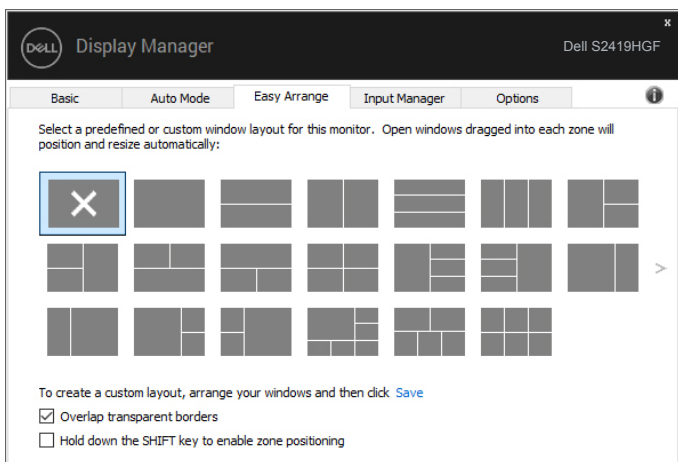 x
DELL Display Manager
Dell S2419HGF
Basic Auto Mode Easy Arrange Input Manager Options
Select a predefined or custom window layout for this monitor. Open windows dragged into each zone will
position and resize automatically:
To create a custom layout, arrange your windows and then click Save
Overlap transparent borders
Hold down the SHIFT key to enable zone positioning